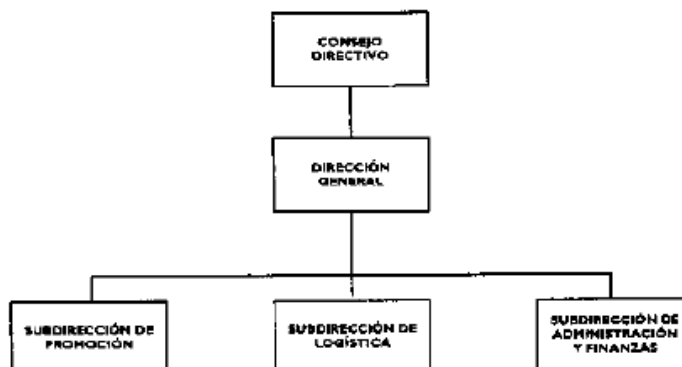 CONSEJO
DIRECTIVO
DIRECCIÓN
GENERAL
SUBDIRECCIÓN DE
PROMOCIÓN
SUBDIRECCIÓN DE
LOGÍSTICA
SUBDIRECCIÓN DE
ADMINISTRACIÓN
Y FINANZAS